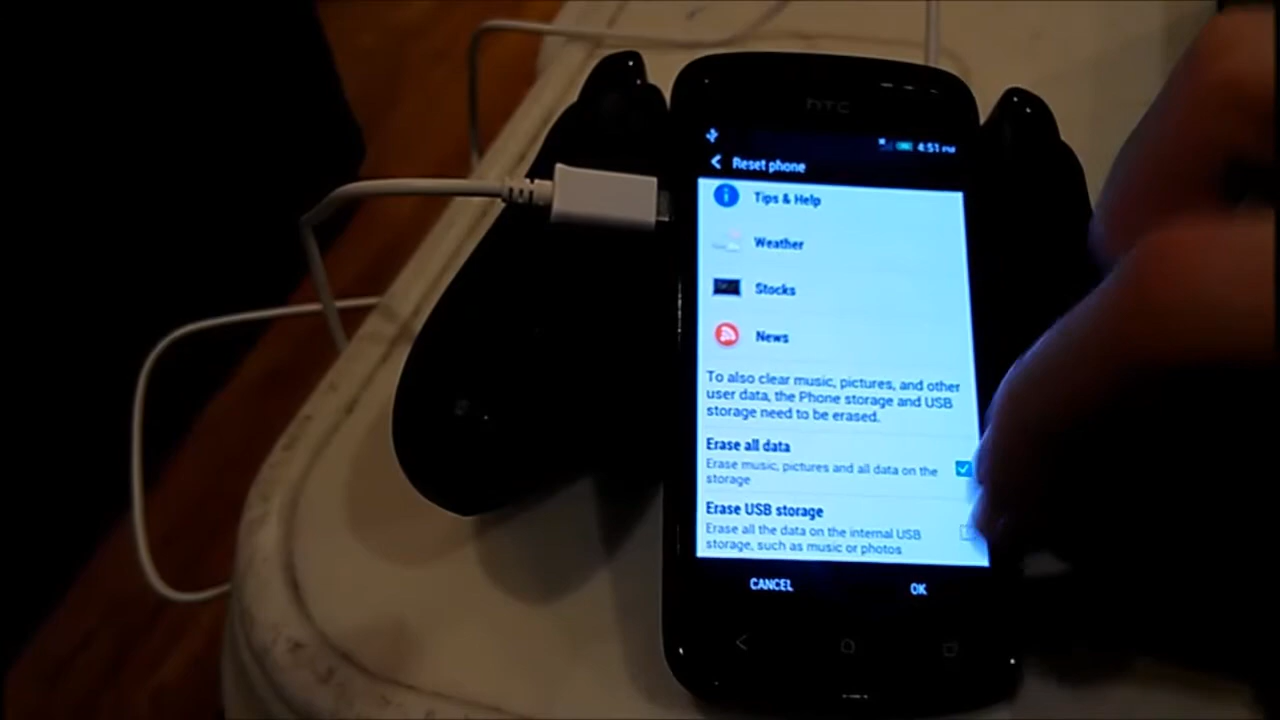 hTC
4:51 PM
Reset phone
Tips & Help
Weather
Stocks
News
To also clear music, pictures, and other
user data, the Phone storage and USB
storage need to be erased.
Erase all data
Erase music, pictures and all data on the
storage
Erase USB storage
Erase all the data on the internal USB
storage, such as music or photos
CANCEL
OK